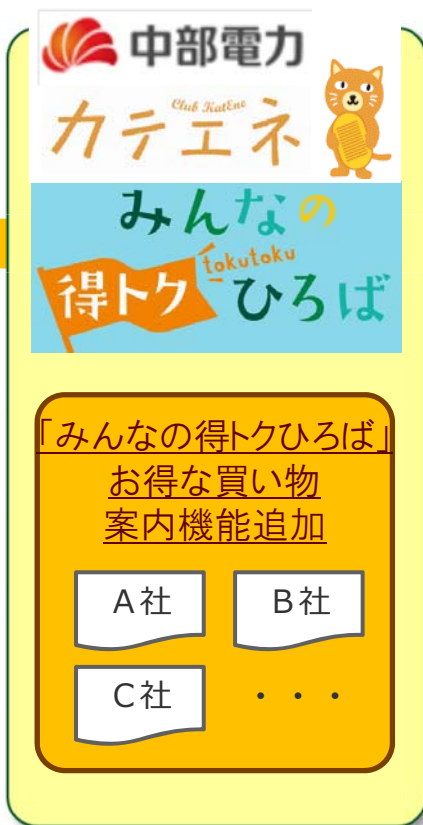 中部電力
Club KatEne
カテエネ
みんなの
tokutoku
得トクひろば
「みんなの得トクひろば」
お得な買い物
案内機能追加
A社
B社
C社
・・・